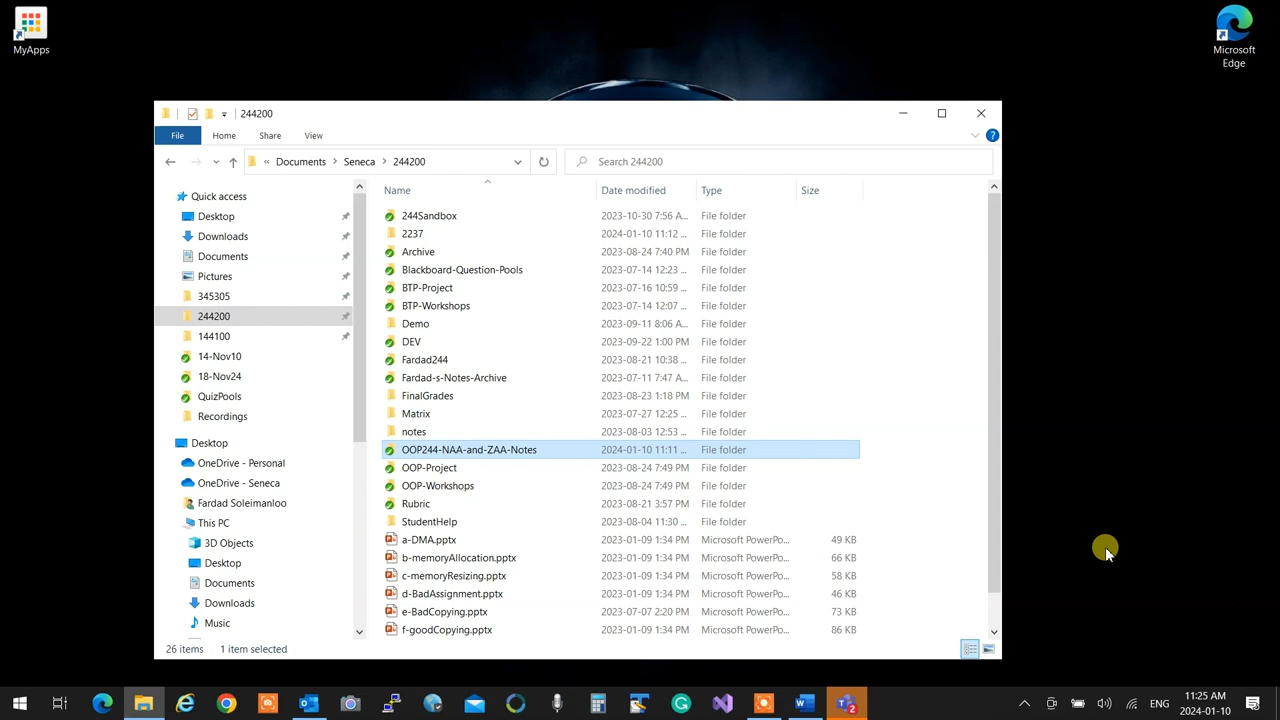 MyApps
Microsoft
Edge
244200
File Home Share View
« Documents > Seneca > 244200
Search 244200
Name Date modified Type Size
Quick access
Desktop
Downloads
Documents
Pictures
345305
244200
144100
14-Nov10
18-Nov24
QuizPools
Recordings
Desktop
OneDrive - Personal
OneDrive - Seneca
Fardad Soleimanloo
This PC
3D Objects
Desktop
Documents
Downloads
Music
244Sandbox 2023-10-30 7:56 A... File folder
2237 2024-01-10 11:12 ... File folder
Archive 2023-08-24 7:40 PM File folder
Blackboard-Question-Pools 2023-07-14 12:23 ... File folder
BTP-Project 2023-07-16 10:59 ... File folder
BTP-Workshops 2023-07-14 12:07 ... File folder
Demo 2023-09-11 8:06 A... File folder
DEV 2023-09-22 1:00 PM File folder
Fardad244 2023-08-21 10:38 ... File folder
Fardad-s-Notes-Archive 2023-07-11 7:47 A... File folder
FinalGrades 2023-08-23 1:18 PM File folder
Matrix 2023-07-27 12:25 ... File folder
notes 2023-08-03 12:53 ... File folder
OOP244-NAA-and-ZAA-Notes 2024-01-10 11:11 ... File folder
OOP-Project 2023-08-24 7:49 PM File folder
OOP-Workshops 2023-08-24 7:49 PM File folder
Rubric 2023-08-21 3:57 PM File folder
StudentHelp 2023-08-04 11:30 ... File folder
a-DMA.pptx 2023-01-09 1:34 PM Microsoft PowerPo... 49 KB
b-memoryAllocation.pptx 2023-01-09 1:34 PM Microsoft PowerPo... 66 KB
c-memoryResizing.pptx 2023-01-09 1:34 PM Microsoft PowerPo... 58 KB
d-BadAssignment.pptx 2023-01-09 1:34 PM Microsoft PowerPo... 46 KB
e-BadCopying.pptx 2023-07-07 2:20 PM Microsoft PowerPo... 73 KB
f-goodCopying.pptx 2023-01-09 1:34 PM Microsoft PowerPo... 86 KB
26 items 1 item selected
ENG
11:25 AM
2024-01-10